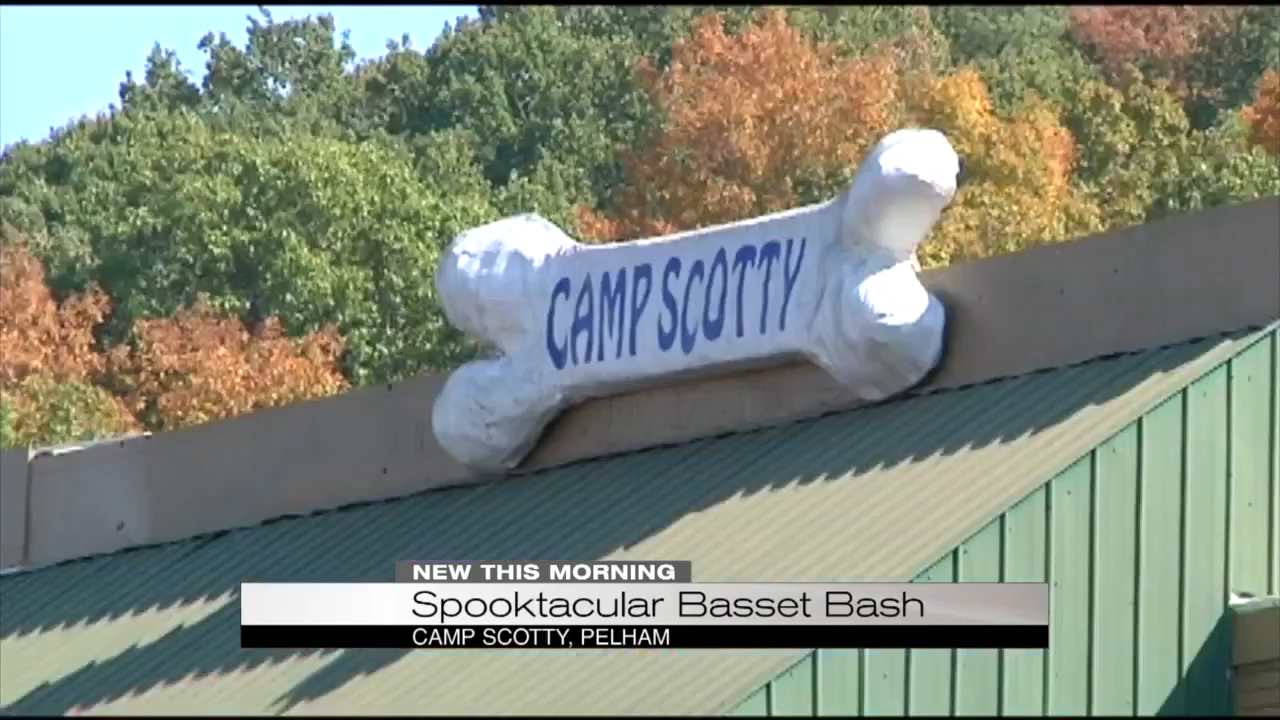 CAMP SCOTTY
NEW THIS MORNING
Spooktacular Basset Bash
CAMP SCOTTY, PELHAM